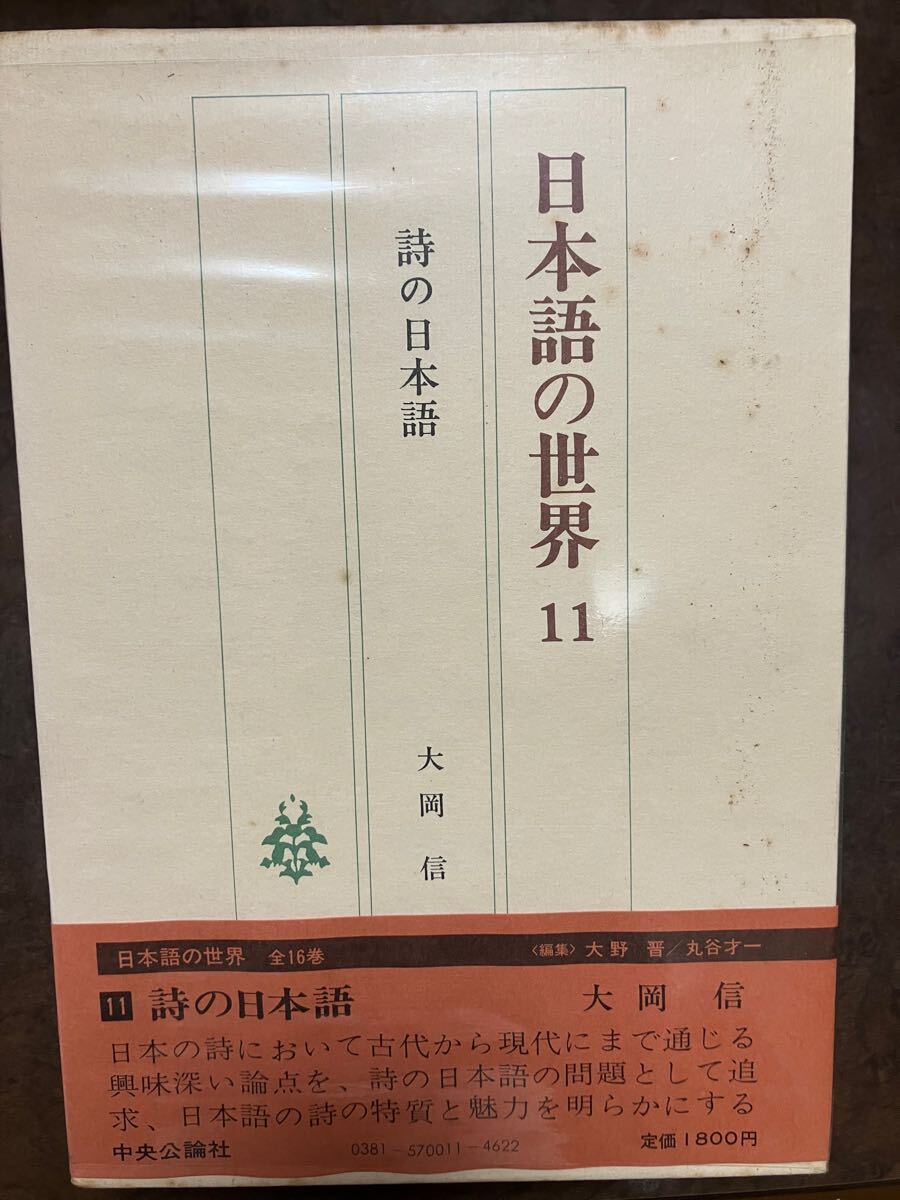 日本語の世界 11
詩の日本語
大岡 信
日本語の世界 全16巻
〈編集〉大野 晋／丸谷才一
11 詩の日本語
大岡 信
日本の詩において古代から現代にまで通じる
興味深い論点を、詩の日本語の問題として追
求、日本語の詩の特質と魅力を明らかにする
中央公論社
0381-570011-4622
定価1800円